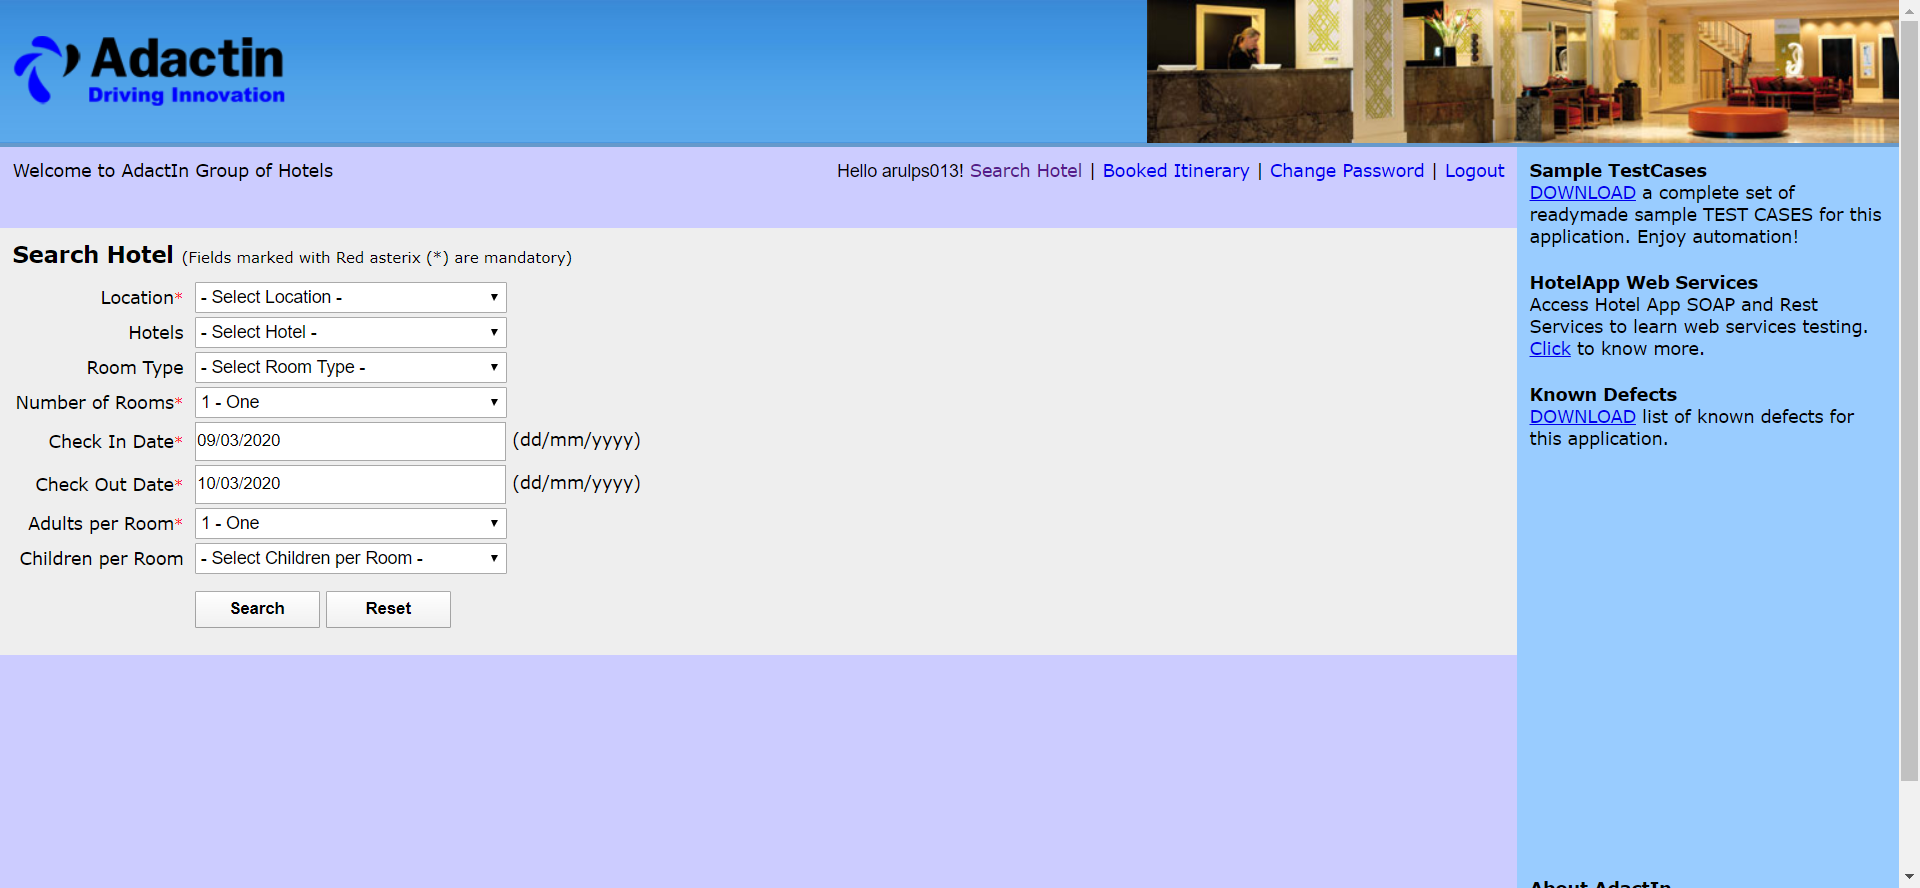 Adactin
Driving Innovation
Welcome to AdactIn Group of Hotels
Hello arulps013! Search Hotel | Booked Itinerary | Change Password | Logout
Search Hotel (Fields marked with Red asterix (*) are mandatory)
Location* - Select Location -
Hotels - Select Hotel -
Room Type - Select Room Type -
Number of Rooms* 1 - One
Check In Date* 09/03/2020 (dd/mm/yyyy)
Check Out Date* 10/03/2020 (dd/mm/yyyy)
Adults per Room* 1 - One
Children per Room - Select Children per Room -
Search Reset
Sample TestCases
DOWNLOAD a complete set of
readymade sample TEST CASES for this
application. Enjoy automation!
HotelApp Web Services
Access Hotel App SOAP and Rest
Services to learn web services testing.
Click to know more.
Known Defects
DOWNLOAD list of known defects for
this application.
About AdactIn